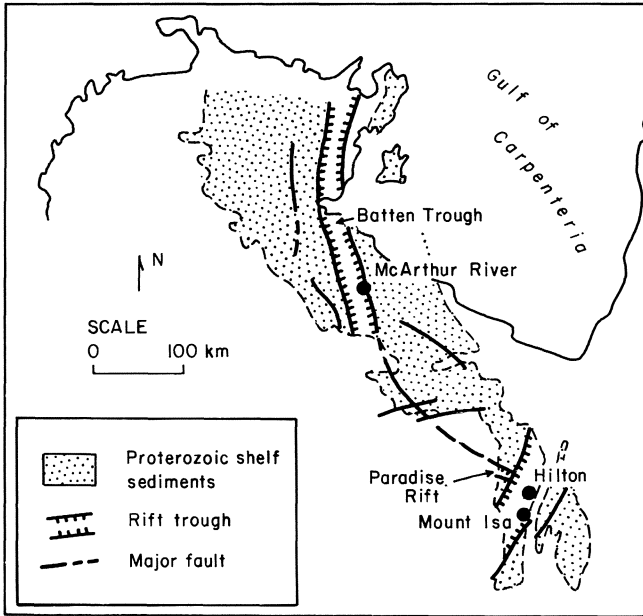 Gulf of
Carpenteria
Batten Trough
McArthur River
N
SCALE
0 100 km
Paradise
Rift
Hilton
Mount Isa
Proterozoic shelf
sediments
Rift trough
Major fault